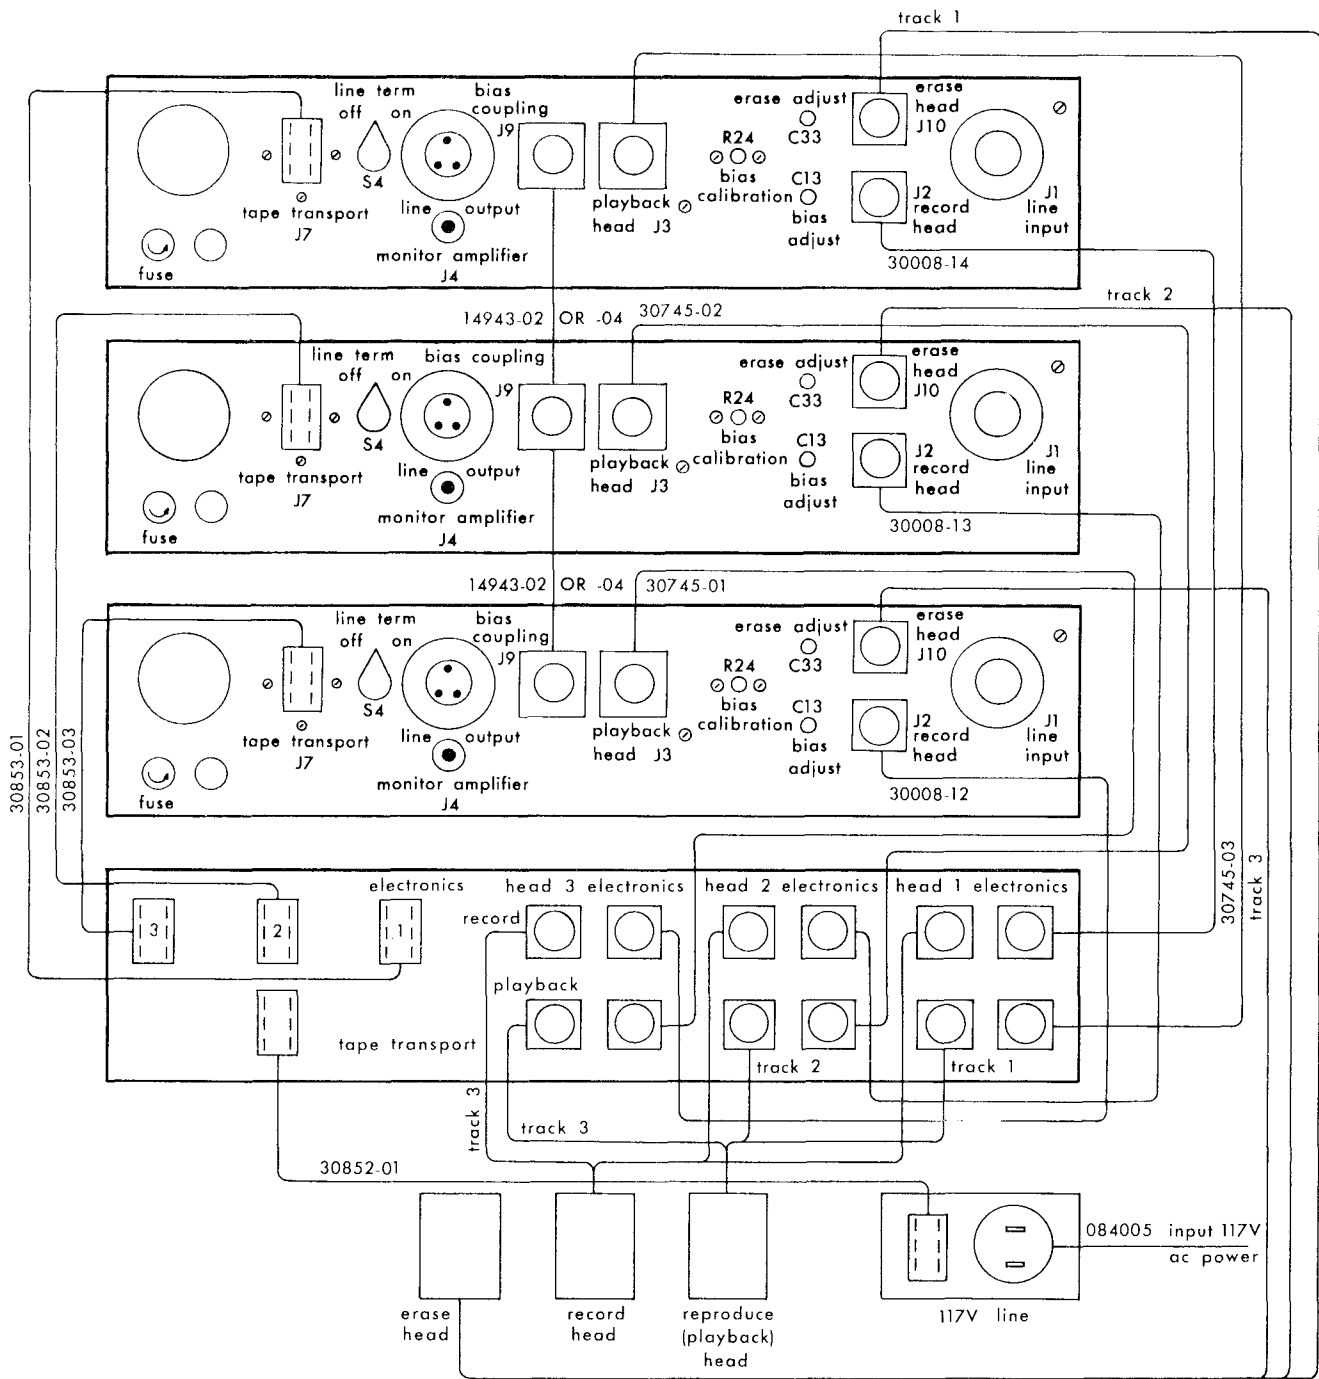 track 1
line term
off on
bias
coupling
J9
erase adjust
C33
erase
head
J10
R24
bias
calibration
C13
bias
adjust
S4
line output
tape transport
J7
playback
head J3
J2
record
head
J1
line
input
monitor amplifier
J4
fuse
30008-14
track 2
14943-02 OR -04
30745-02
line term
off on
bias coupling
J9
erase adjust
C33
erase
head
J10
R24
bias
calibration
C13
bias
adjust
S4
line output
tape transport
J7
playback
head J3
J2
record
head
J1
line
input
monitor amplifier
J4
fuse
30008-13
14943-02 OR -04
30745-01
line term
off on
bias
coupling
J9
erase adjust
C33
erase
head
J10
R24
bias
calibration
C13
bias
adjust
S4
line output
tape transport
J7
playback
head J3
J2
record
head
J1
line
input
monitor amplifier
J4
fuse
30008-12
30853-01
30853-02
30853-03
30745-03
track 3
electronics
head 3 electronics
head 2 electronics
head 1 electronics
record
3
2
1
playback
tape transport
track 2
track 1
track 3
track 3
30852-01
084005 input 117V
ac power
erase
head
record
head
reproduce
(playback)
head
117V line